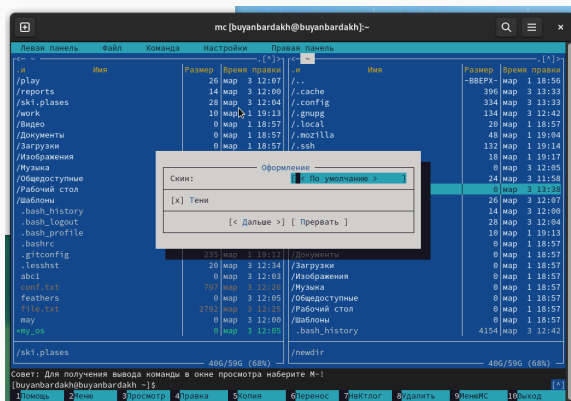 mc [buyanbardakh@buyanbardakh]:~
Левая панель Файл Команда Настройки Правая панель
<- ~ .[^]> <- ~ .[^]>
.и Имя Размер Время правки .и Имя Размер Время правки
/play 26 мар 3 12:07 /.. -ВВЕРХ- мар 1 18:56
/reports 14 мар 3 12:00 /.cache 396 мар 3 13:33
/ski.plases 28 мар 3 12:04 /.config 334 мар 3 13:33
/work 10 мар 1 19:13 /.gnupg 134 мар 3 12:42
/Видео 0 мар 1 18:57 /.local 20 мар 1 18:57
/Документы 0 мар 1 18:57 /.mozilla 48 мар 1 19:04
/Загрузки 0 мар 1 18:57 /.ssh 132 мар 1 19:14
/Изображения 18 мар 1 19:17
/Музыка 0 мар 3 12:05
/Общедоступные 24 мар 3 11:58
/Рабочий стол 0 мар 3 13:38
/Шаблоны 26 мар 3 12:07
.bash_history 14 мар 3 12:00
.bash_logout 28 мар 3 12:04
.bash_profile 10 мар 1 19:13
.bashrc 0 мар 1 18:57
Оформление
Скин: [ < По умолчанию > ]
[x] Тени
[< Дальше >] [ Прервать ]
.gitconfig 235 мар 1 19:12 /Документы 0 мар 1 18:57
.lesshst 20 мар 3 12:34 /Загрузки 0 мар 1 18:57
abc1 0 мар 3 12:03 /Изображения 0 мар 1 18:57
conf.txt 797 мар 3 12:26 /Музыка 0 мар 1 18:57
feathers 0 мар 3 12:05 /Общедоступные 0 мар 1 18:57
file.txt 2792 мар 3 12:25 /Рабочий стол 0 мар 1 18:57
may 0 мар 3 12:00 /Шаблоны 0 мар 1 18:57
*my_os 0 мар 3 12:05 .bash_history 4154 мар 3 12:42
/ski.plases /newdir
40G/59G (68%) 40G/59G (68%)
Совет: Для получения вывода команды в окне просмотра наберите M-!
[buyanbardakh@buyanbardakh ~]$ [^]
1Помощь 2Меню 3Просмотр 4Правка 5Копия 6Перенос 7НвКтлог 8Удалить 9МенюМС 10Выход